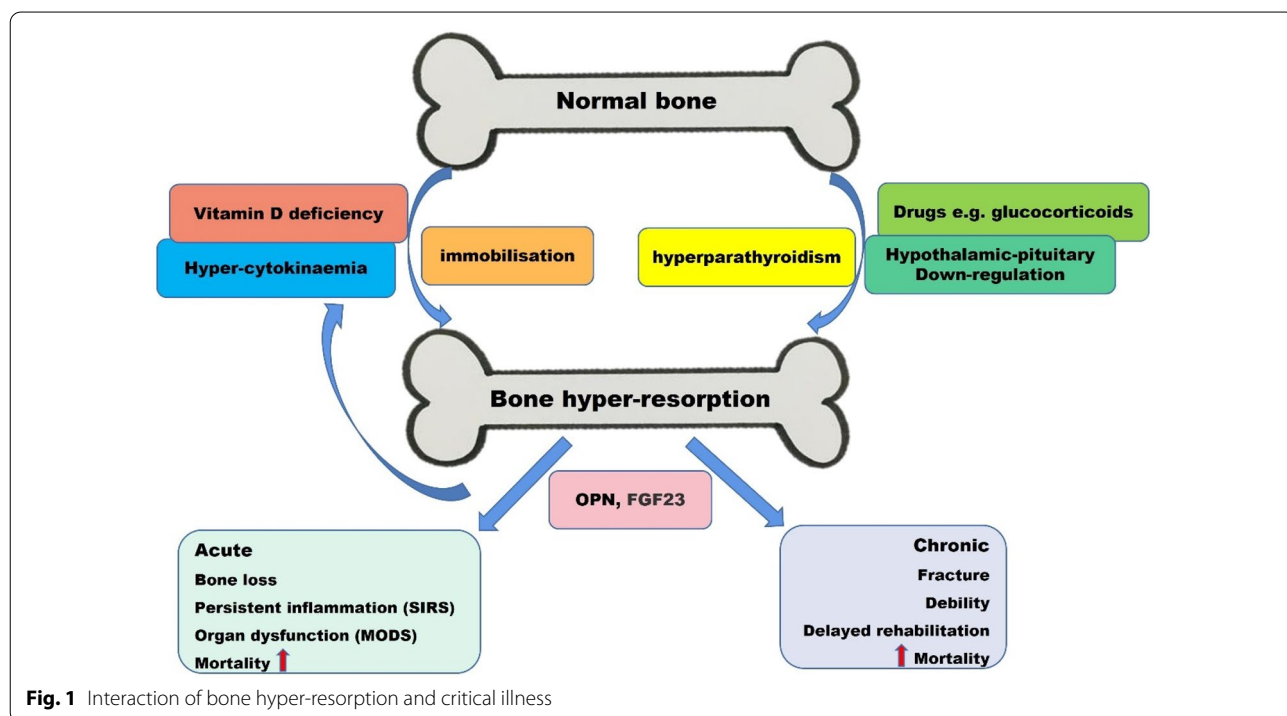 Normal bone
Vitamin D deficiency
Hyper-cytokinaemia
immobilisation
hyperparathyroidism
Drugs e.g. glucocorticoids
Hypothalamic-pituitary
Down-regulation
Bone hyper-resorption
OPN, FGF23
Acute
Bone loss
Persistent inflammation (SIRS)
Organ dysfunction (MODS)
Mortality
Chronic
Fracture
Debility
Delayed rehabilitation
Mortality
Fig. 1 Interaction of bone hyper-resorption and critical illness